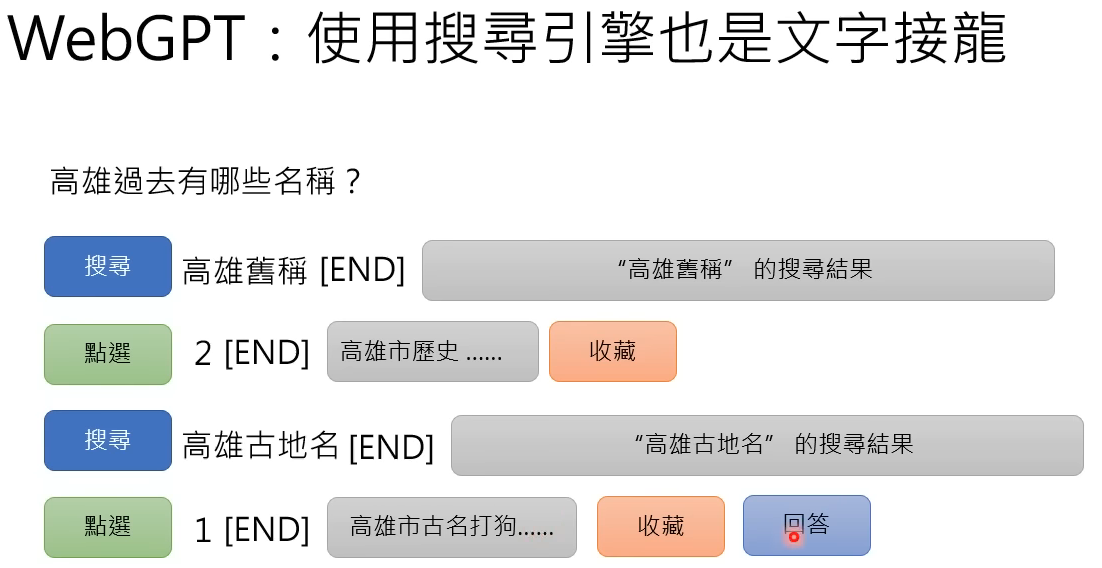 WebGPT：使用搜尋引擎也是文字接龍
高雄過去有哪些名稱？
搜尋 高雄舊稱 [END] “高雄舊稱” 的搜尋結果
點選 2 [END] 高雄市歷史 ...... 收藏
搜尋 高雄古地名 [END] “高雄古地名” 的搜尋結果
點選 1 [END] 高雄市古名打狗...... 收藏 回答